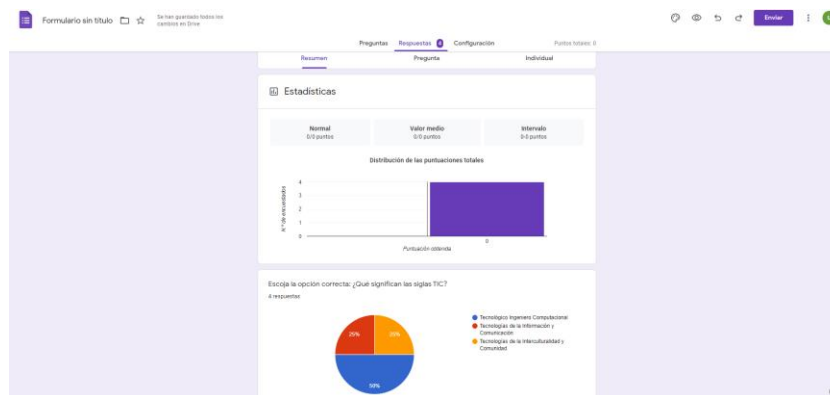 Formulario sin título
Se han guardado todos los
cambios en Drive
Enviar
Preguntas Respuestas 4 Configuración
Puntos totales: 0
Resumen Pregunta Individual
Estadísticas
Normal
0/0 puntos
Valor medio
0/0 puntos
Intervalo
0-0 puntos
Distribución de las puntuaciones totales
N.º de encuestados
4
3
2
1
0
0
Puntuación obtenida
Escoja la opción correcta: ¿Qué significan las siglas TIC?
4 respuestas
25%
25%
50%
Tecnológico Ingeniero Computacional
Tecnologías de la Información y
Comunicación
Tecnologías de la Interculturalidad y
Comunidad